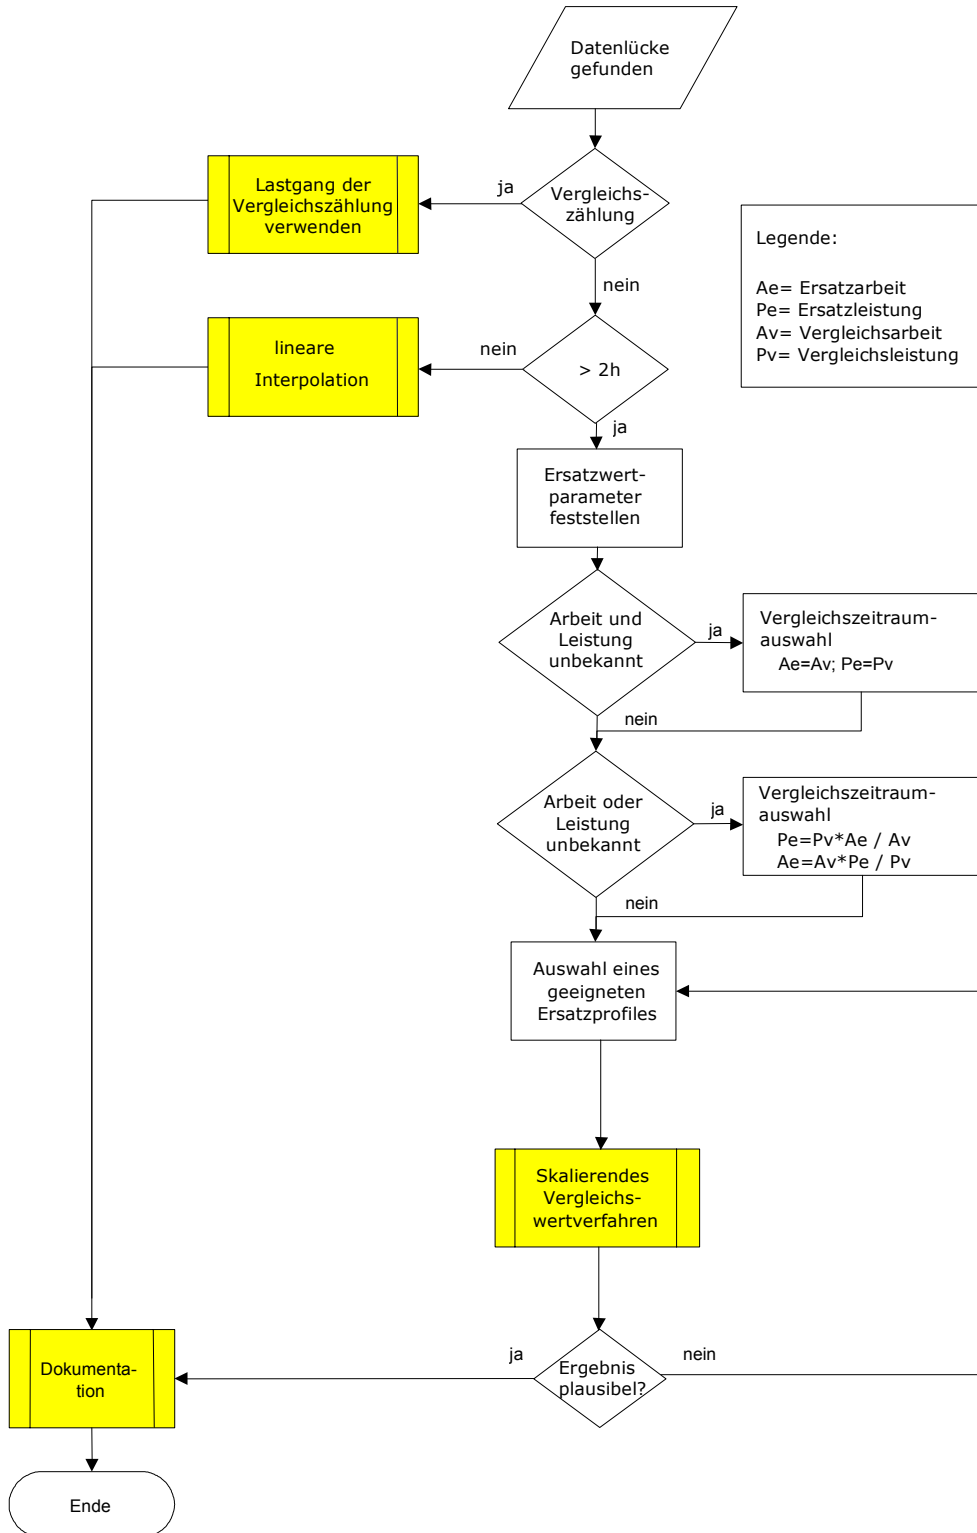 Datenlücke
gefunden
Vergleichs-
zählung
ja
Lastgang der
Vergleichszählung
verwenden
nein
Legende:
Ae= Ersatzarbeit
Pe= Ersatzleistung
Av= Vergleichsarbeit
Pv= Vergleichsleistung
> 2h
nein
lineare
Interpolation
ja
Ersatzwert-
parameter
feststellen
Arbeit und
Leistung
unbekannt
ja
Vergleichszeitraum-
auswahl
Ae=Av; Pe=Pv
nein
Arbeit oder
Leistung
unbekannt
ja
Vergleichszeitraum-
auswahl
Pe=Pv*Ae / Av
Ae=Av*Pe / Pv
nein
Auswahl eines
geeigneten
Ersatzprofiles
Skalierendes
Vergleichs-
wertverfahren
Ergebnis
plausibel?
ja
nein
Dokumenta-
tion
Ende